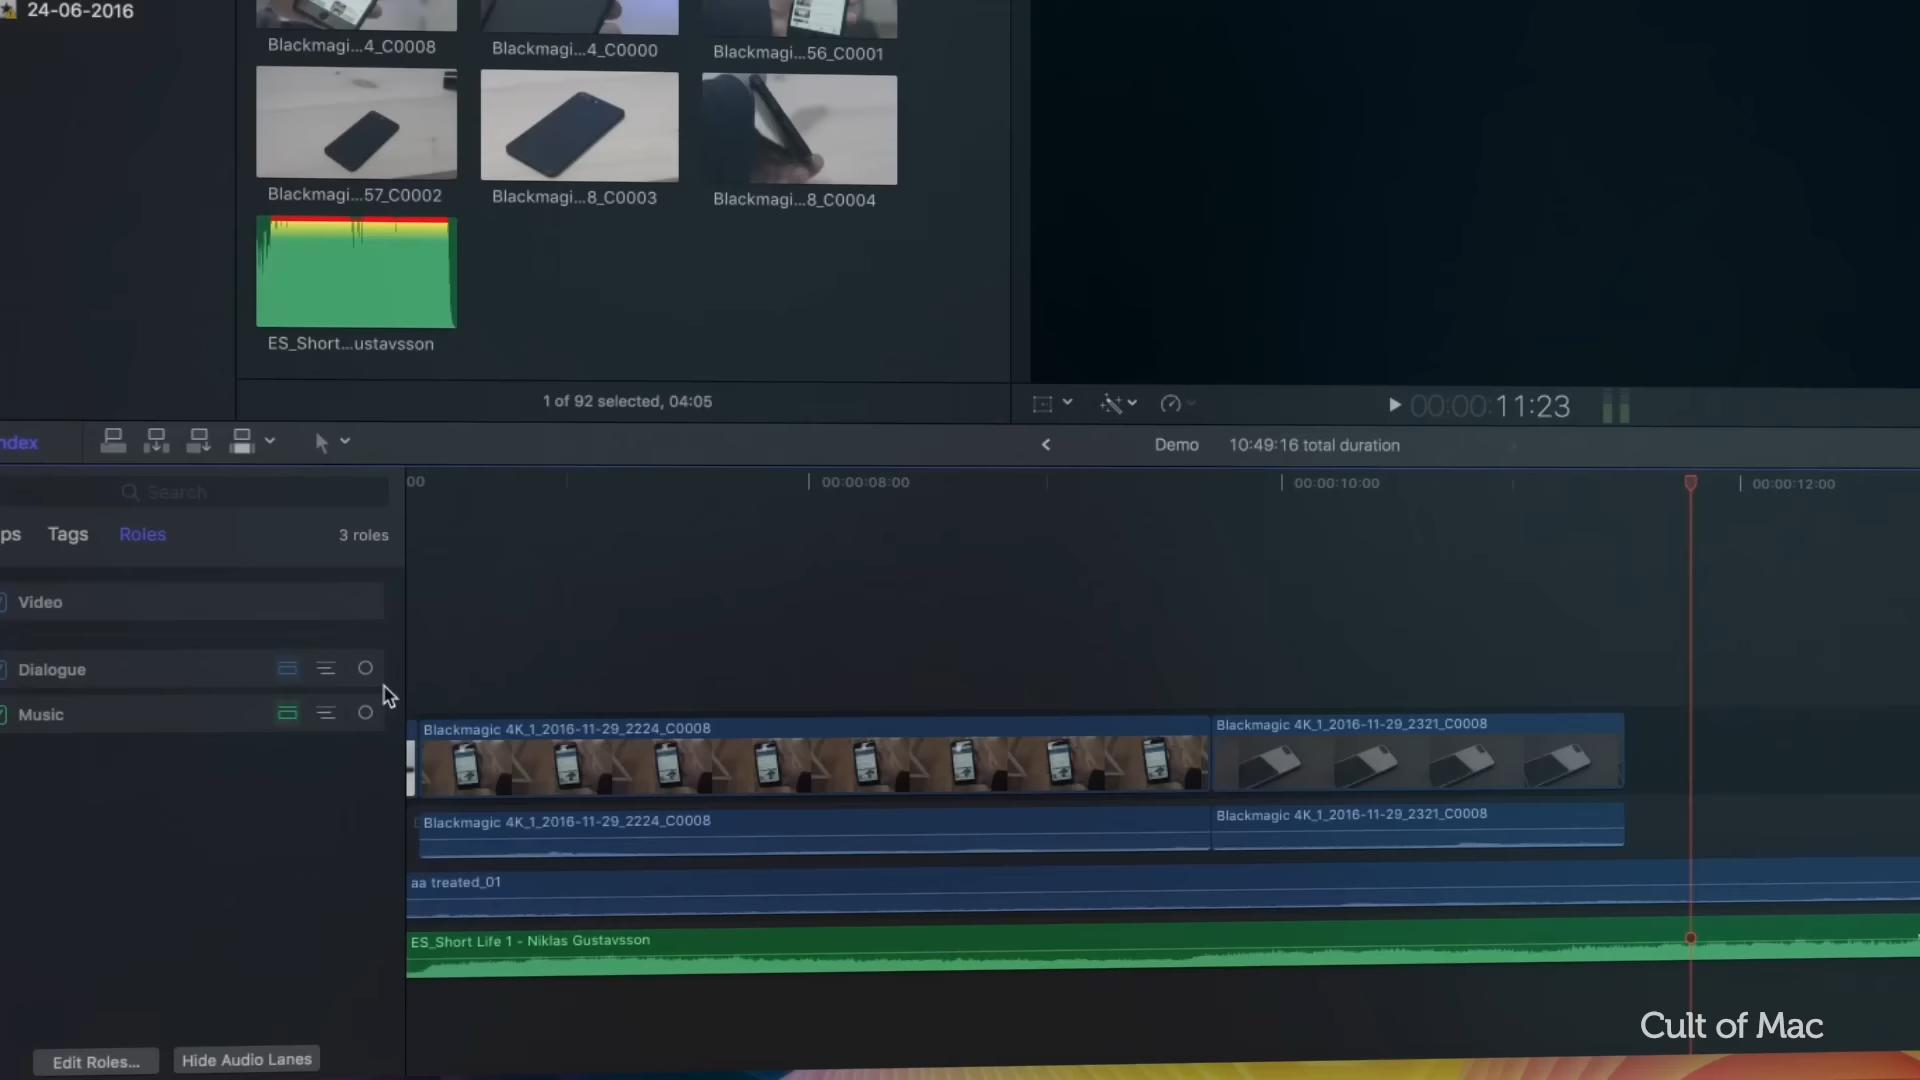 24-06-2016
Blackmagi...4_C0008
Blackmagi...4_C0000
Blackmagi...56_C0001
Blackmagi...57_C0002
Blackmagi...8_C0003
Blackmagi...8_C0004
ES_Short...ustavsson
1 of 92 selected, 04:05
00:00:11:23
ndex
Demo
10:49:16 total duration
Search
00
00:00:08:00
00:00:10:00
00:00:12:00
ps
Tags
Roles
3 roles
Video
Dialogue
Music
Blackmagic 4K_1_2016-11-29_2224_C0008
Blackmagic 4K_1_2016-11-29_2321_C0008
Blackmagic 4K_1_2016-11-29_2224_C0008
Blackmagic 4K_1_2016-11-29_2321_C0008
aa treated_01
ES_Short Life 1 - Niklas Gustavsson
Edit Roles...
Hide Audio Lanes
Cult of Mac